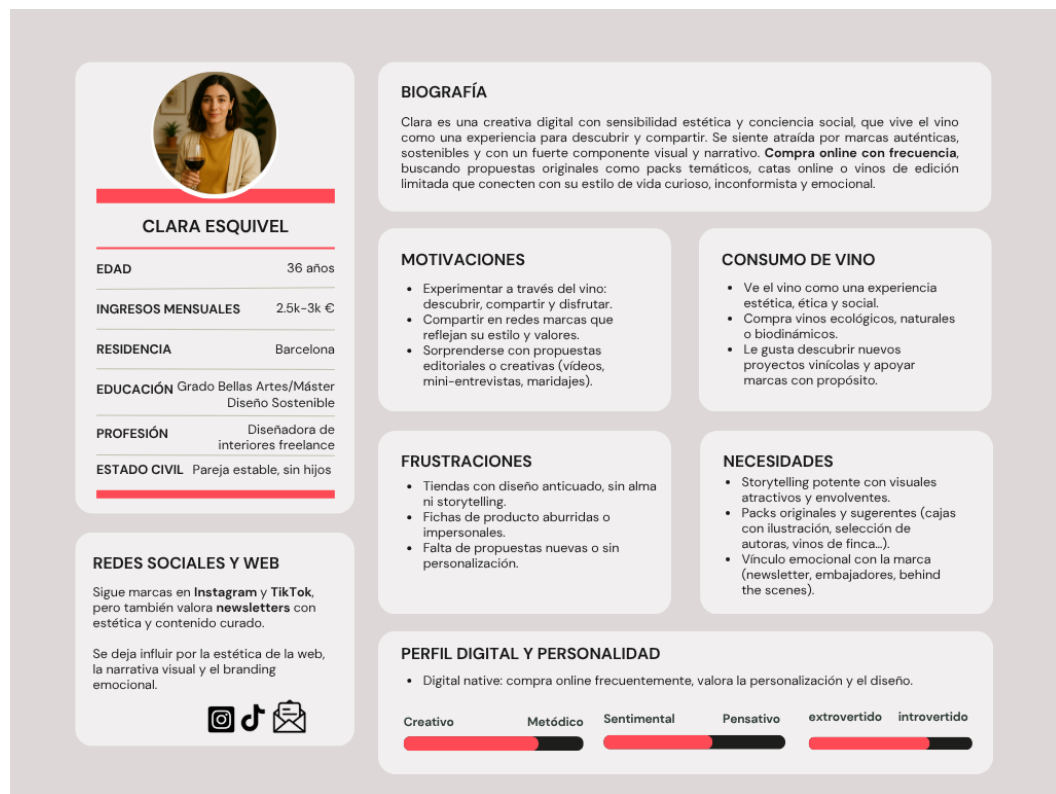 CLARA ESQUIVEL
EDAD 36 años
INGRESOS MENSUALES 2.5k-3k €
RESIDENCIA Barcelona
EDUCACIÓN Grado Bellas Artes/Máster
Diseño Sostenible
PROFESIÓN Diseñadora de
interiores freelance
ESTADO CIVIL Pareja estable, sin hijos
REDES SOCIALES Y WEB
Sigue marcas en Instagram y TikTok,
pero también valora newsletters con
estética y contenido curado.
Se deja influir por la estética de la web,
la narrativa visual y el branding
emocional.
BIOGRAFÍA
Clara es una creativa digital con sensibilidad estética y conciencia social, que vive el vino
como una experiencia para descubrir y compartir. Se siente atraída por marcas auténticas,
sostenibles y con un fuerte componente visual y narrativo. Compra online con frecuencia,
buscando propuestas originales como packs temáticos, catas online o vinos de edición
limitada que conecten con su estilo de vida curioso, inconformista y emocional.
MOTIVACIONES
• Experimentar a través del vino:
descubrir, compartir y disfrutar.
• Compartir en redes marcas que
reflejan su estilo y valores.
• Sorprenderse con propuestas
editoriales o creativas (vídeos,
mini-entrevistas, maridajes).
CONSUMO DE VINO
• Ve el vino como una experiencia
estética, ética y social.
• Compra vinos ecológicos, naturales
o biodinámicos.
• Le gusta descubrir nuevos
proyectos vinícolas y apoyar
marcas con propósito.
FRUSTRACIONES
• Tiendas con diseño anticuado, sin alma
ni storytelling.
• Fichas de producto aburridas o
impersonales.
• Falta de propuestas nuevas o sin
personalización.
NECESIDADES
• Storytelling potente con visuales
atractivos y envolventes.
• Packs originales y sugerentes (cajas
con ilustración, selección de
autoras, vinos de finca…).
• Vínculo emocional con la marca
(newsletter, embajadores, behind
the scenes).
PERFIL DIGITAL Y PERSONALIDAD
• Digital native: compra online frecuentemente, valora la personalización y el diseño.
Creativo Metódico Sentimental Pensativo extrovertido introvertido